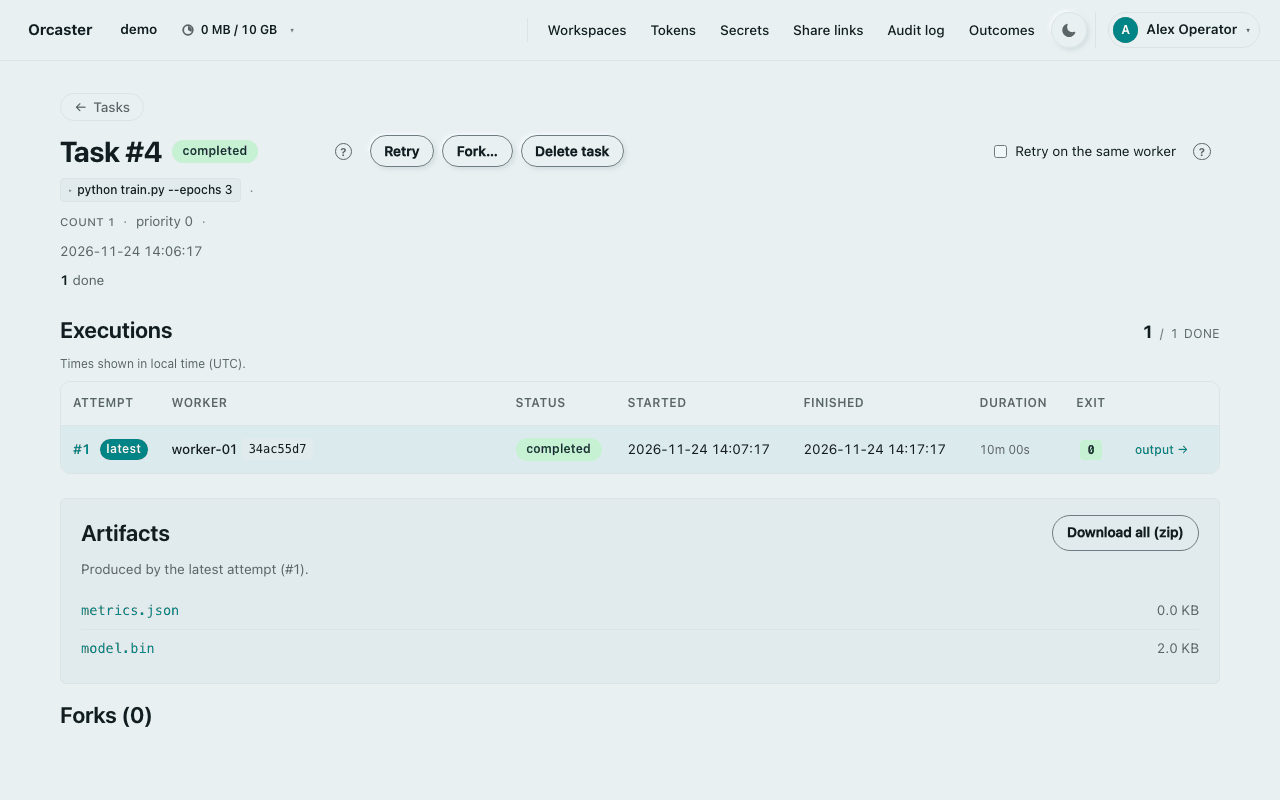 Orcaster demo 0 MB / 10 GB Workspaces Tokens Secrets Share links Audit log Outcomes A Alex Operator
← Tasks
Task #4 completed ? Retry Fork... Delete task Retry on the same worker ?
· python train.py --epochs 3 ·
COUNT 1 · priority 0 ·
2026-11-24 14:06:17
1 done
Executions 1 / 1 DONE
Times shown in local time (UTC).
ATTEMPT WORKER STATUS STARTED FINISHED DURATION EXIT
#1 latest worker-01 34ac55d7 completed 2026-11-24 14:07:17 2026-11-24 14:17:17 10m 00s 0 output →
Artifacts Download all (zip)
Produced by the latest attempt (#1).
metrics.json 0.0 KB
model.bin 2.0 KB
Forks (0)